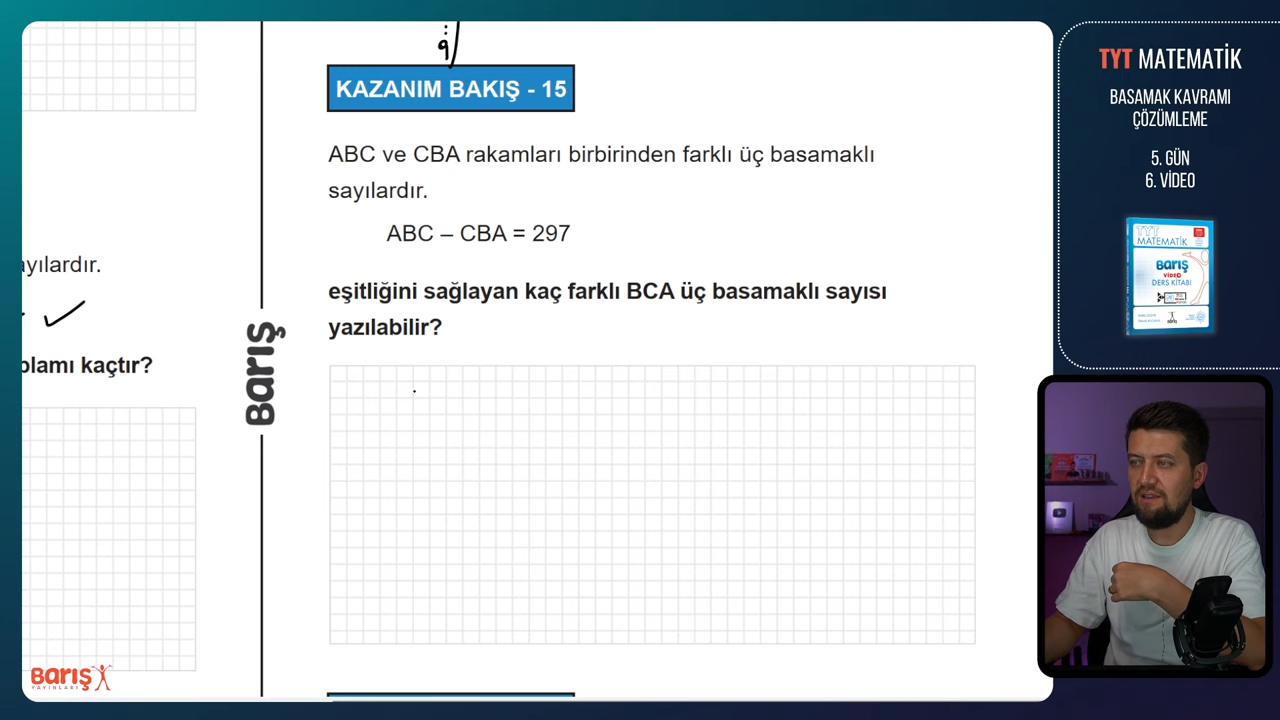 KAZANIM BAKIŞ - 15
ABC ve CBA rakamları birbirinden farklı üç basamaklı
sayılardır.
ABC – CBA = 297
eşitliğini sağlayan kaç farklı BCA üç basamaklı sayısı
yazılabilir?
ayılardır.
plamı kaçtır?
Barış
BARIŞ
YAYINLARI
TYT MATEMATİK
BASAMAK KAVRAMI
ÇÖZÜMLEME
5. GÜN
6. VİDEO
TYT
MATEMATİK
BARIŞ
VİDEO
DERS KİTABI